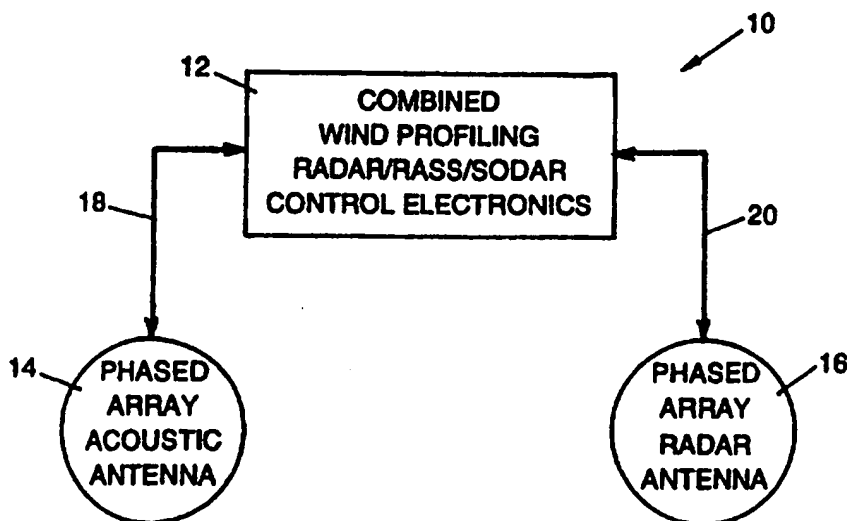 10
12
COMBINED
WIND PROFILING
RADAR/RASS/SODAR
CONTROL ELECTRONICS
18
20
14
PHASED
ARRAY
ACOUSTIC
ANTENNA
16
PHASED
ARRAY
RADAR
ANTENNA